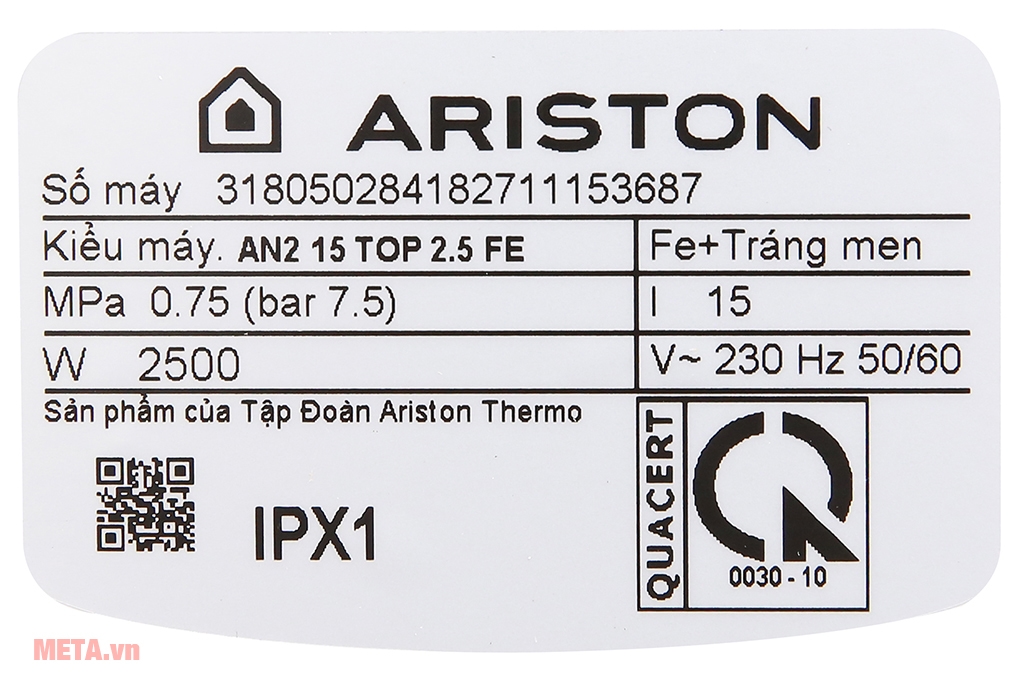 ARISTON
Số máy 318050284182711153687
Kiểu máy. AN2 15 TOP 2.5 FE
Fe+Tráng men
MPa 0.75 (bar 7.5)
l 15
W 2500
V~ 230 Hz 50/60
Sản phẩm của Tập Đoàn Ariston Thermo
IPX1
QUACERT
0030 - 10
META.vn